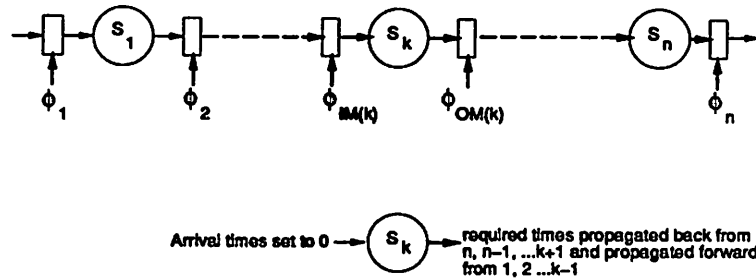 S1 Sk Sn
ϕ1 ϕ2 ϕIM(k) ϕOM(k) ϕn
Arrival times set to 0 Sk required times propagated back from
n, n–1, ...k+1 and propagated forward
from 1, 2 ...k–1